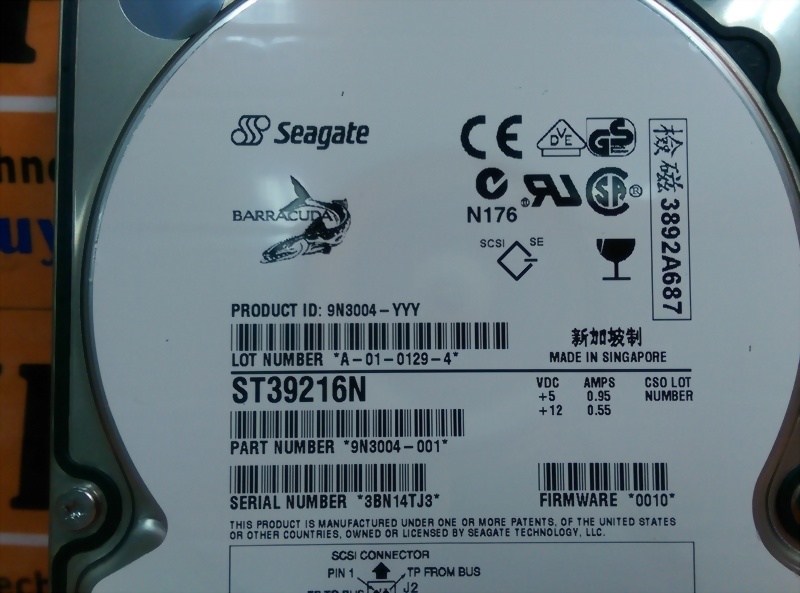 Seagate
CE
VDE
GS
檢磁 3892A687
N176
SA
BARRACUDA
SCSI SE
PRODUCT ID: 9N3004-YYY
新加坡制
LOT NUMBER *A-01-0129-4*
MADE IN SINGAPORE
ST39216N
VDC AMPS CSO LOT
+5 0.95 NUMBER
+12 0.55
PART NUMBER *9N3004-001*
SERIAL NUMBER *3BN14TJ3*
FIRMWARE *0010*
THIS PRODUCT IS MANUFACTURED UNDER ONE OR MORE PATENTS, OF THE UNITED STATES
OR OTHER COUNTRIES, OWNED OR LICENSED BY SEAGATE TECHNOLOGY, LLC.
SCSI CONNECTOR
PIN 1 TP FROM BUS
J2